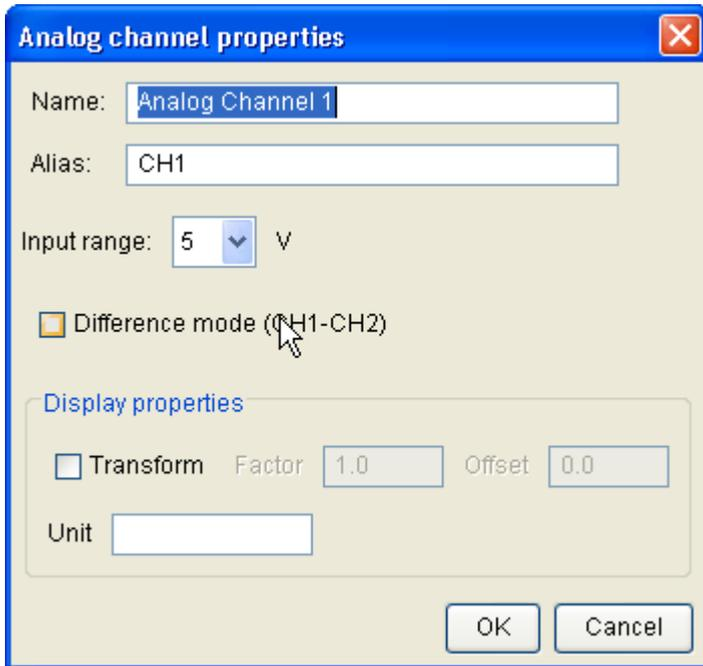 Analog channel properties
Name: Analog Channel 1
Alias: CH1
Input range: 5 V
Difference mode (CH1-CH2)
Display properties
Transform Factor 1.0 Offset 0.0
Unit
OK Cancel